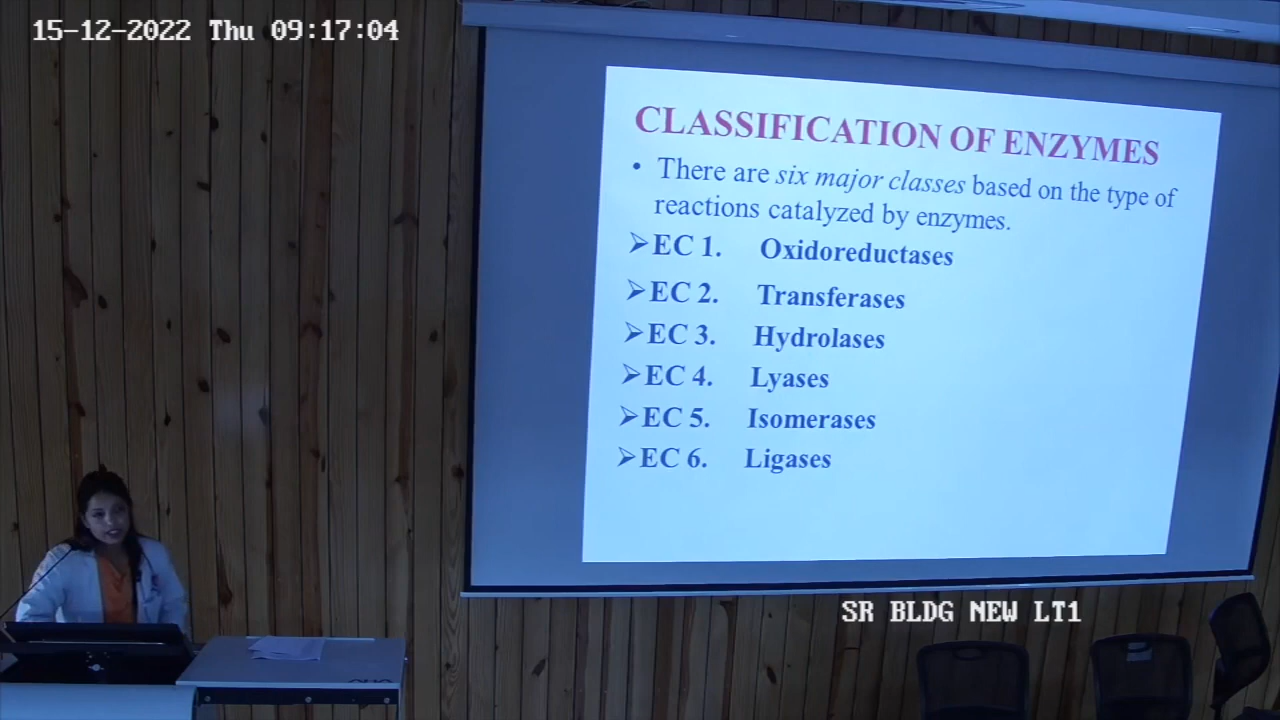 15-12-2022 Thu 09:17:04
CLASSIFICATION OF ENZYMES
• There are six major classes based on the type of
reactions catalyzed by enzymes.
➢EC 1. Oxidoreductases
➢EC 2. Transferases
➢EC 3. Hydrolases
➢EC 4. Lyases
➢EC 5. Isomerases
➢EC 6. Ligases
SR BLDG NEW LT1